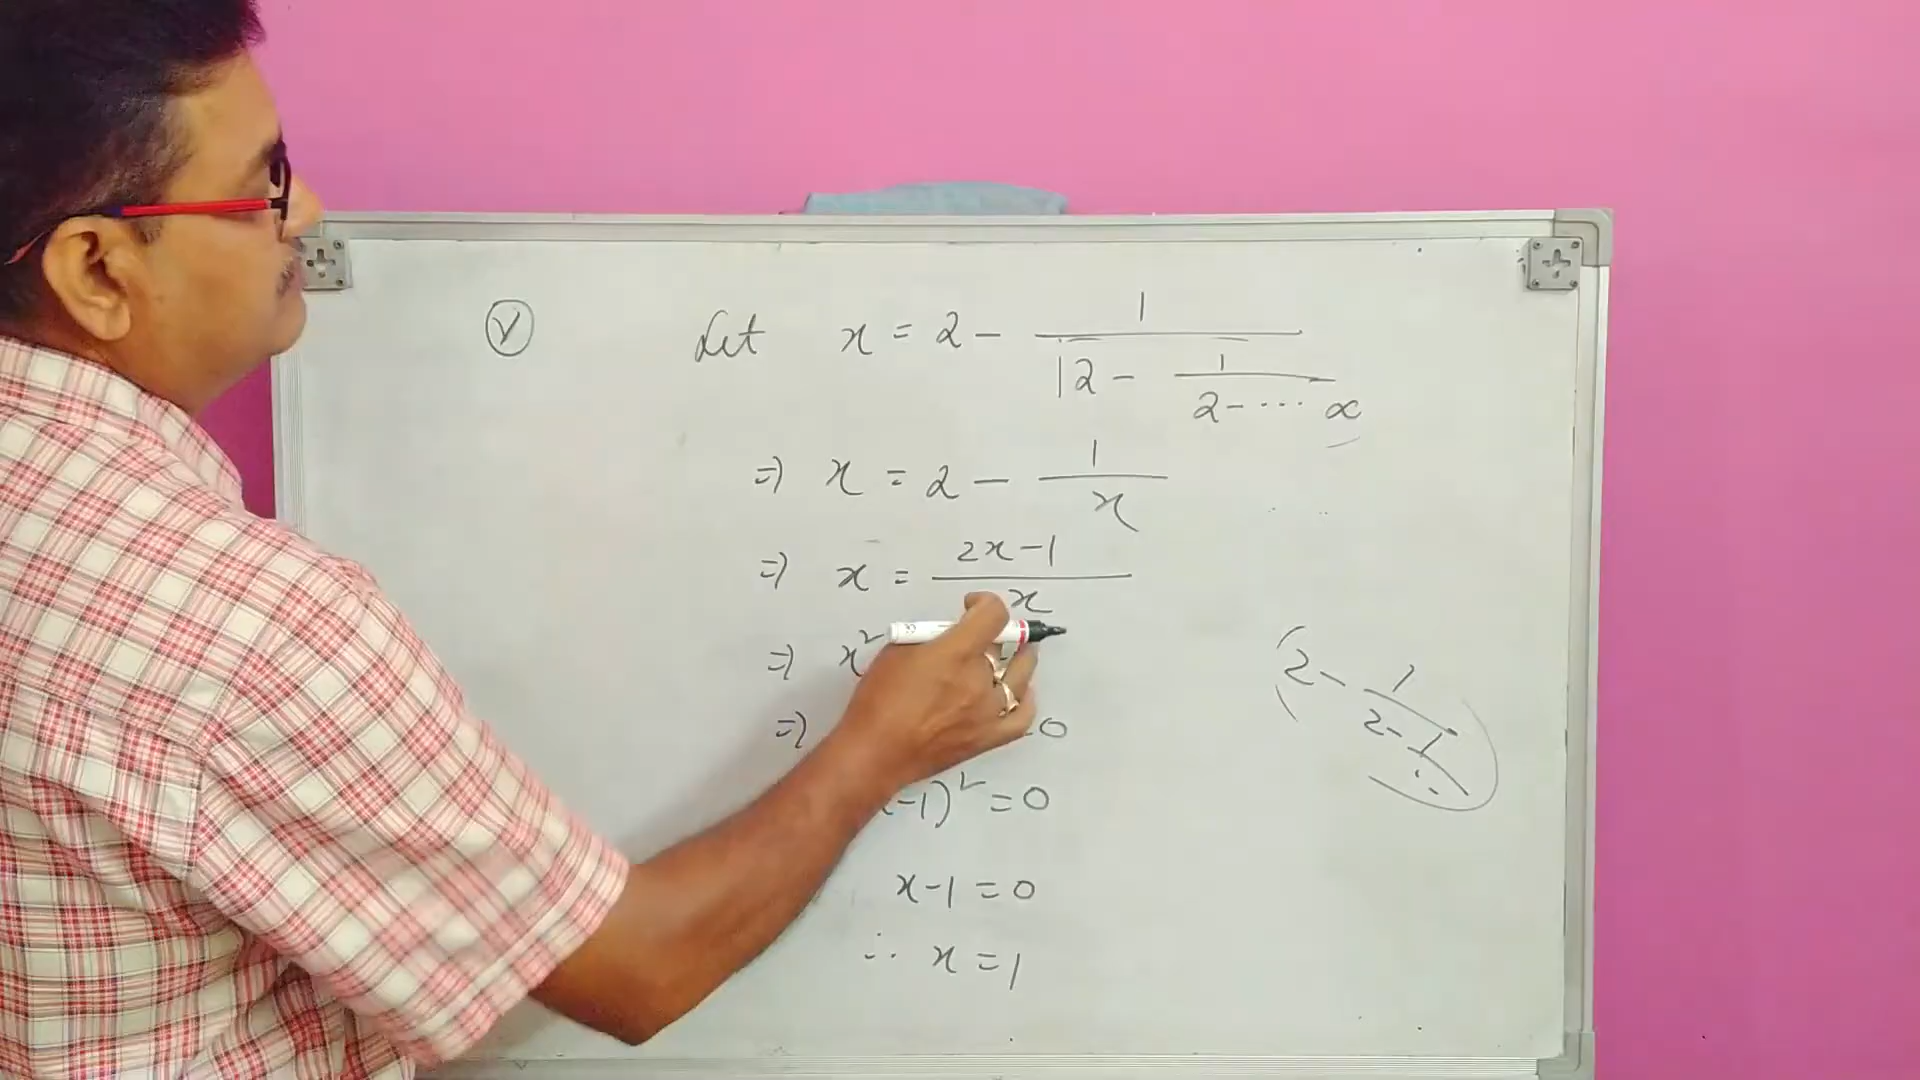 (v) Let x = 2 - 1/(2 - 1/(2 - ... ∝
⇒ x = 2 - 1/x
⇒ x = (2x-1)/x
⇒ x²
⇒ =0
-1)² = 0
x-1 = 0
∴ x = 1
(2 - 1/(2 - 1/⋱)